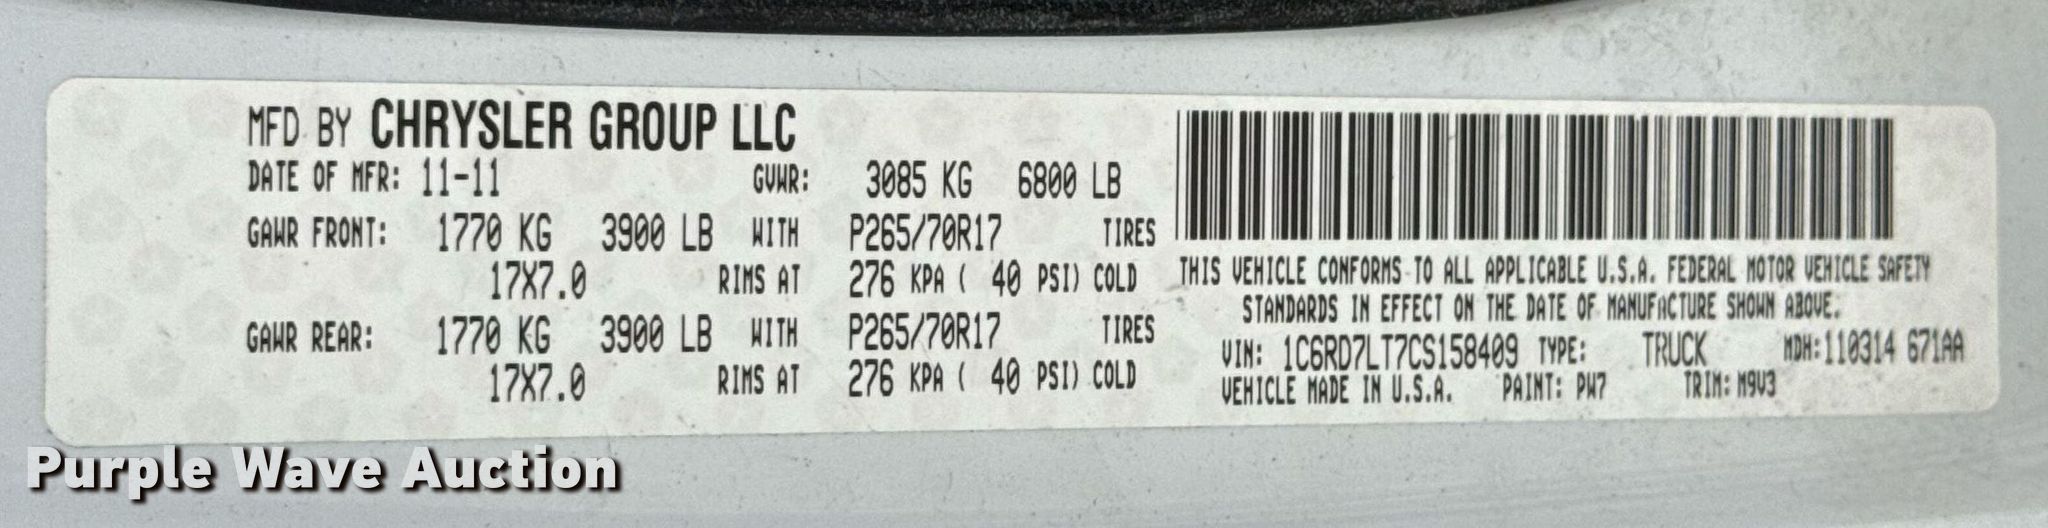 MFD BY CHRYSLER GROUP LLC
DATE OF MFR: 11-11 GVWR: 3085 KG 6800 LB
GAWR FRONT: 1770 KG 3900 LB WITH P265/70R17 TIRES
17X7.0 RIMS AT 276 KPA ( 40 PSI) COLD
GAWR REAR: 1770 KG 3900 LB WITH P265/70R17 TIRES
17X7.0 RIMS AT 276 KPA ( 40 PSI) COLD
THIS VEHICLE CONFORMS TO ALL APPLICABLE U.S.A. FEDERAL MOTOR VEHICLE SAFETY
STANDARDS IN EFFECT ON THE DATE OF MANUFACTURE SHOWN ABOVE.
VIN: 1C6RD7LT7CS158409 TYPE: TRUCK MDH: 110314 671AA
VEHICLE MADE IN U.S.A. PAINT: PW7 TRIM: M9V3
Purple Wave Auction